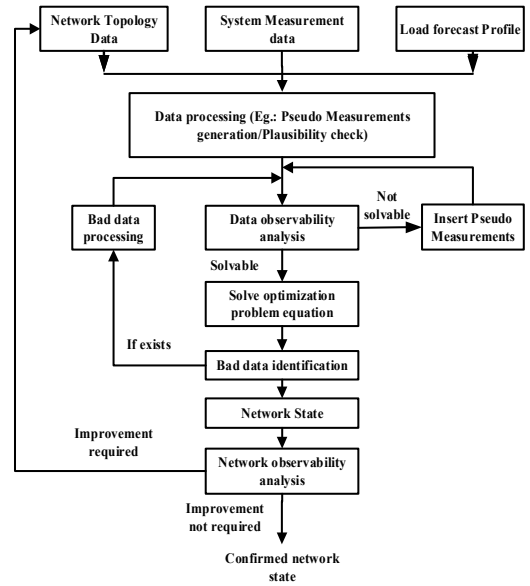 Network Topology
Data
System Measurement
data
Load forecast Profile
Data processing (Eg.: Pseudo Measurements
generation/Plausibility check)
Bad data
processing
Data observability
analysis
Not
solvable
Insert Pseudo
Measurements
Solvable
Solve optimization
problem equation
If exists
Bad data identification
Network State
Improvement
required
Network observability
analysis
Improvement
not required
Confirmed network
state